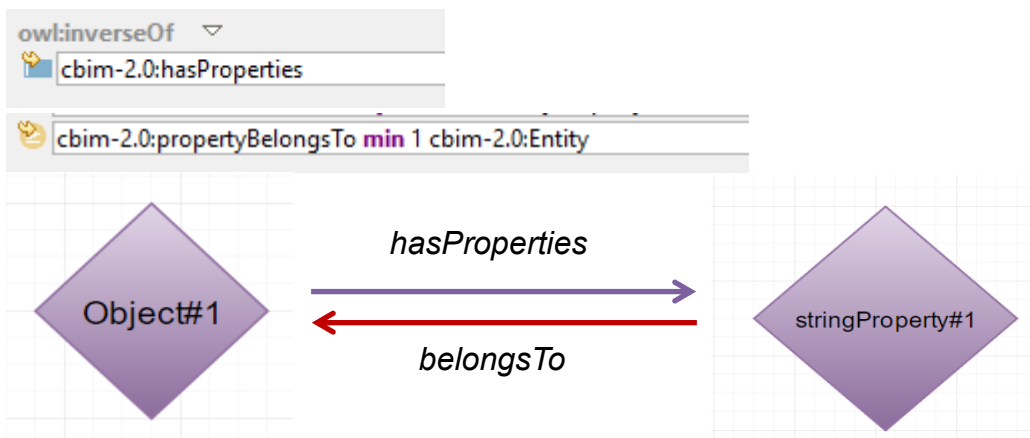 owl:inverseOf
cbim-2.0:hasProperties
cbim-2.0:propertyBelongsTo min 1 cbim-2.0:Entity
hasProperties
Object#1
stringProperty#1
belongsTo